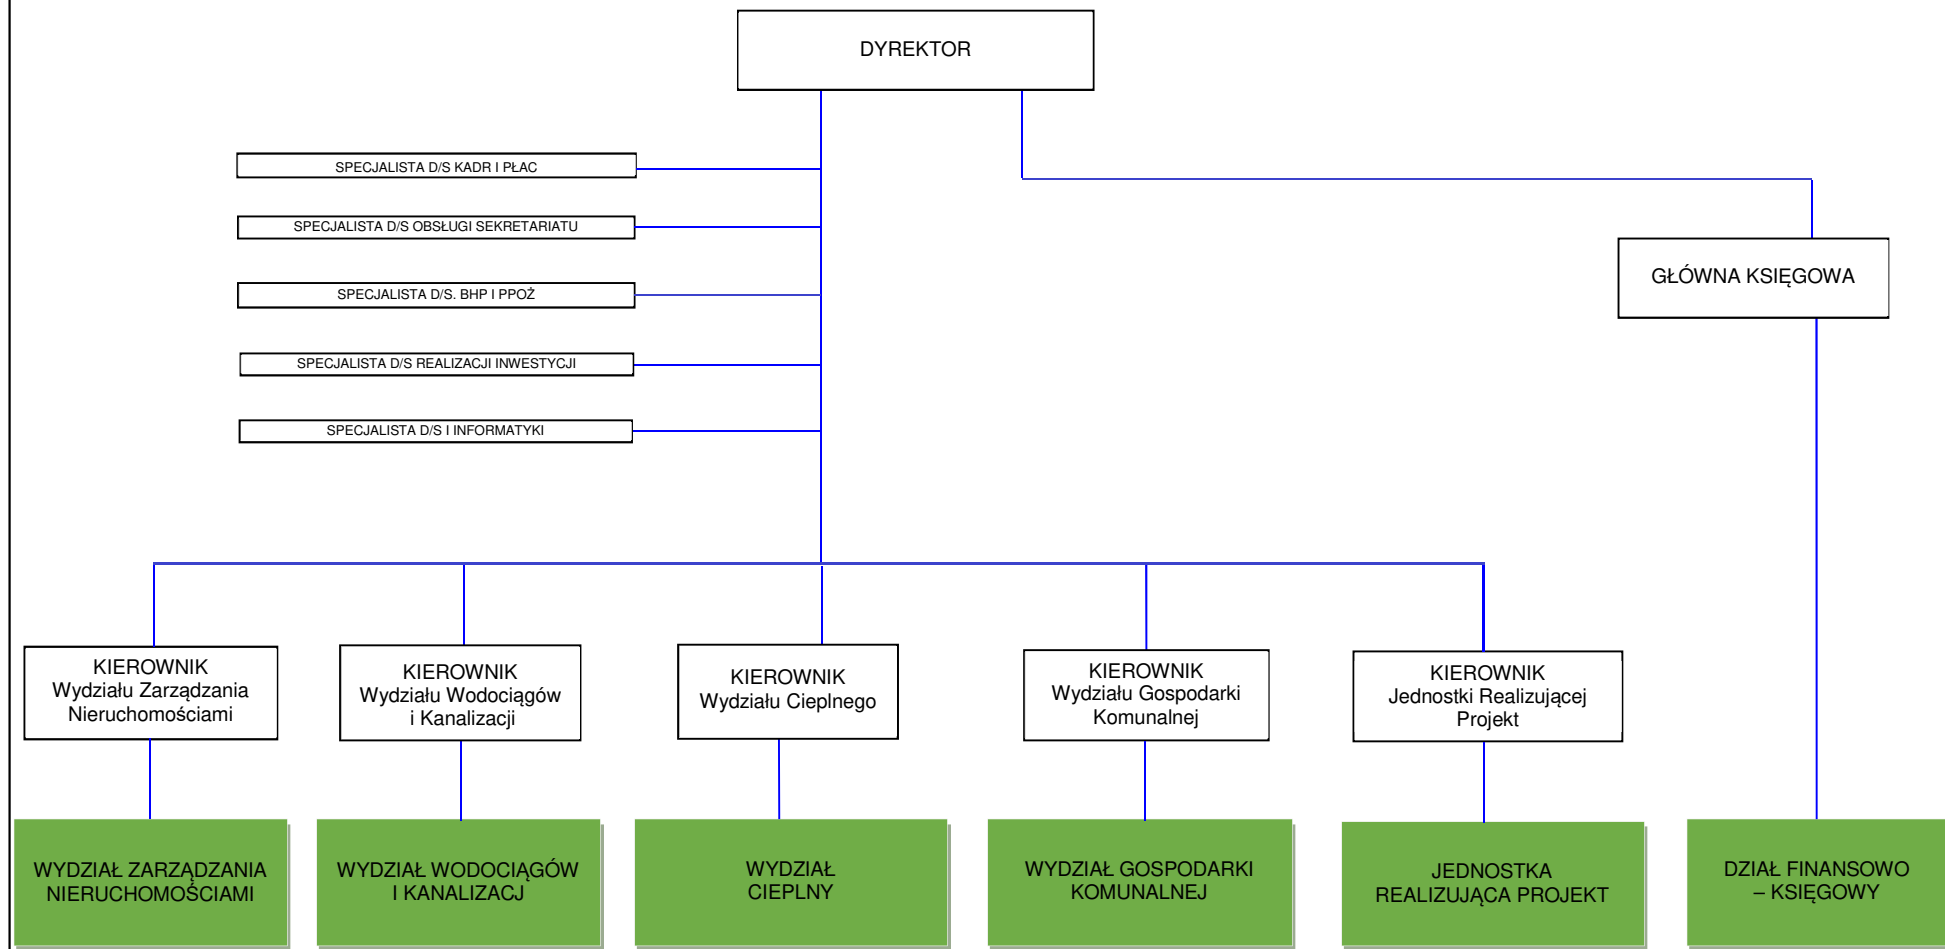 DYREKTOR
SPECJALISTA D/S KADR I PŁAC
SPECJALISTA D/S OBSŁUGI SEKRETARIATU
GŁÓWNA KSIĘGOWA
SPECJALISTA D/S. BHP I PPOŻ
SPECJALISTA D/S REALIZACJI INWESTYCJI
SPECJALISTA D/S I INFORMATYKI
KIEROWNIK
Wydziału Zarządzania
Nieruchomościami
KIEROWNIK
Wydziału Wodociągów
i Kanalizacji
KIEROWNIK
Wydziału Cieplnego
KIEROWNIK
Wydziału Gospodarki
Komunalnej
KIEROWNIK
Jednostki Realizującej
Projekt
WYDZIAŁ ZARZĄDZANIA
NIERUCHOMOŚCIAMI
WYDZIAŁ WODOCIĄGÓW
I KANALIZACJ
WYDZIAŁ
CIEPLNY
WYDZIAŁ GOSPODARKI
KOMUNALNEJ
JEDNOSTKA
REALIZUJĄCA PROJEKT
DZIAŁ FINANSOWO
– KSIĘGOWY